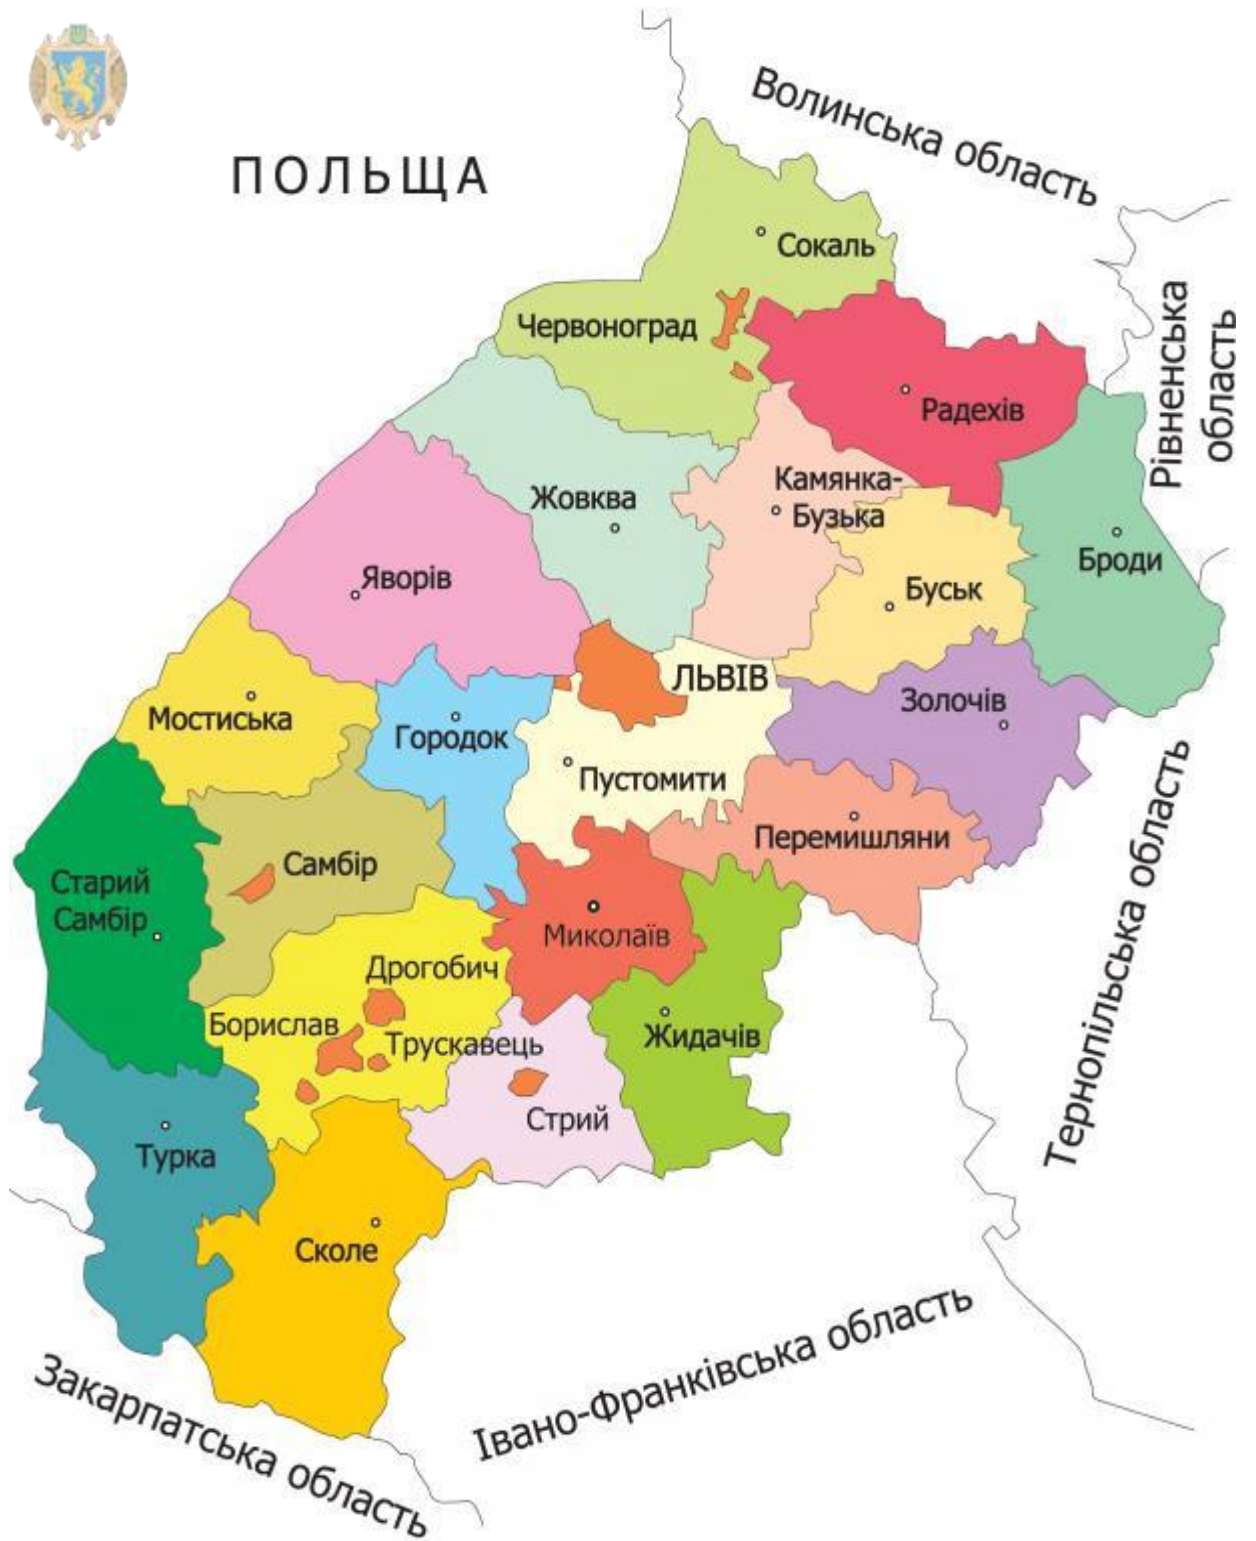 Волинська область
ПОЛЬЩА
Сокаль
Рівненська
область
Червоноград
Радехів
Камянка-
Бузька
Жовква
Броди
Яворів
Буськ
ЛЬВІВ
Золочів
Мостиська
Городок
Пустомити
Перемишляни
Самбір
Старий
Самбір
Миколаїв
Дрогобич
Борислав
Трускавець
Жидачів
Тернопільська область
Стрий
Турка
Сколе
Івано-Франківська область
Закарпатська область